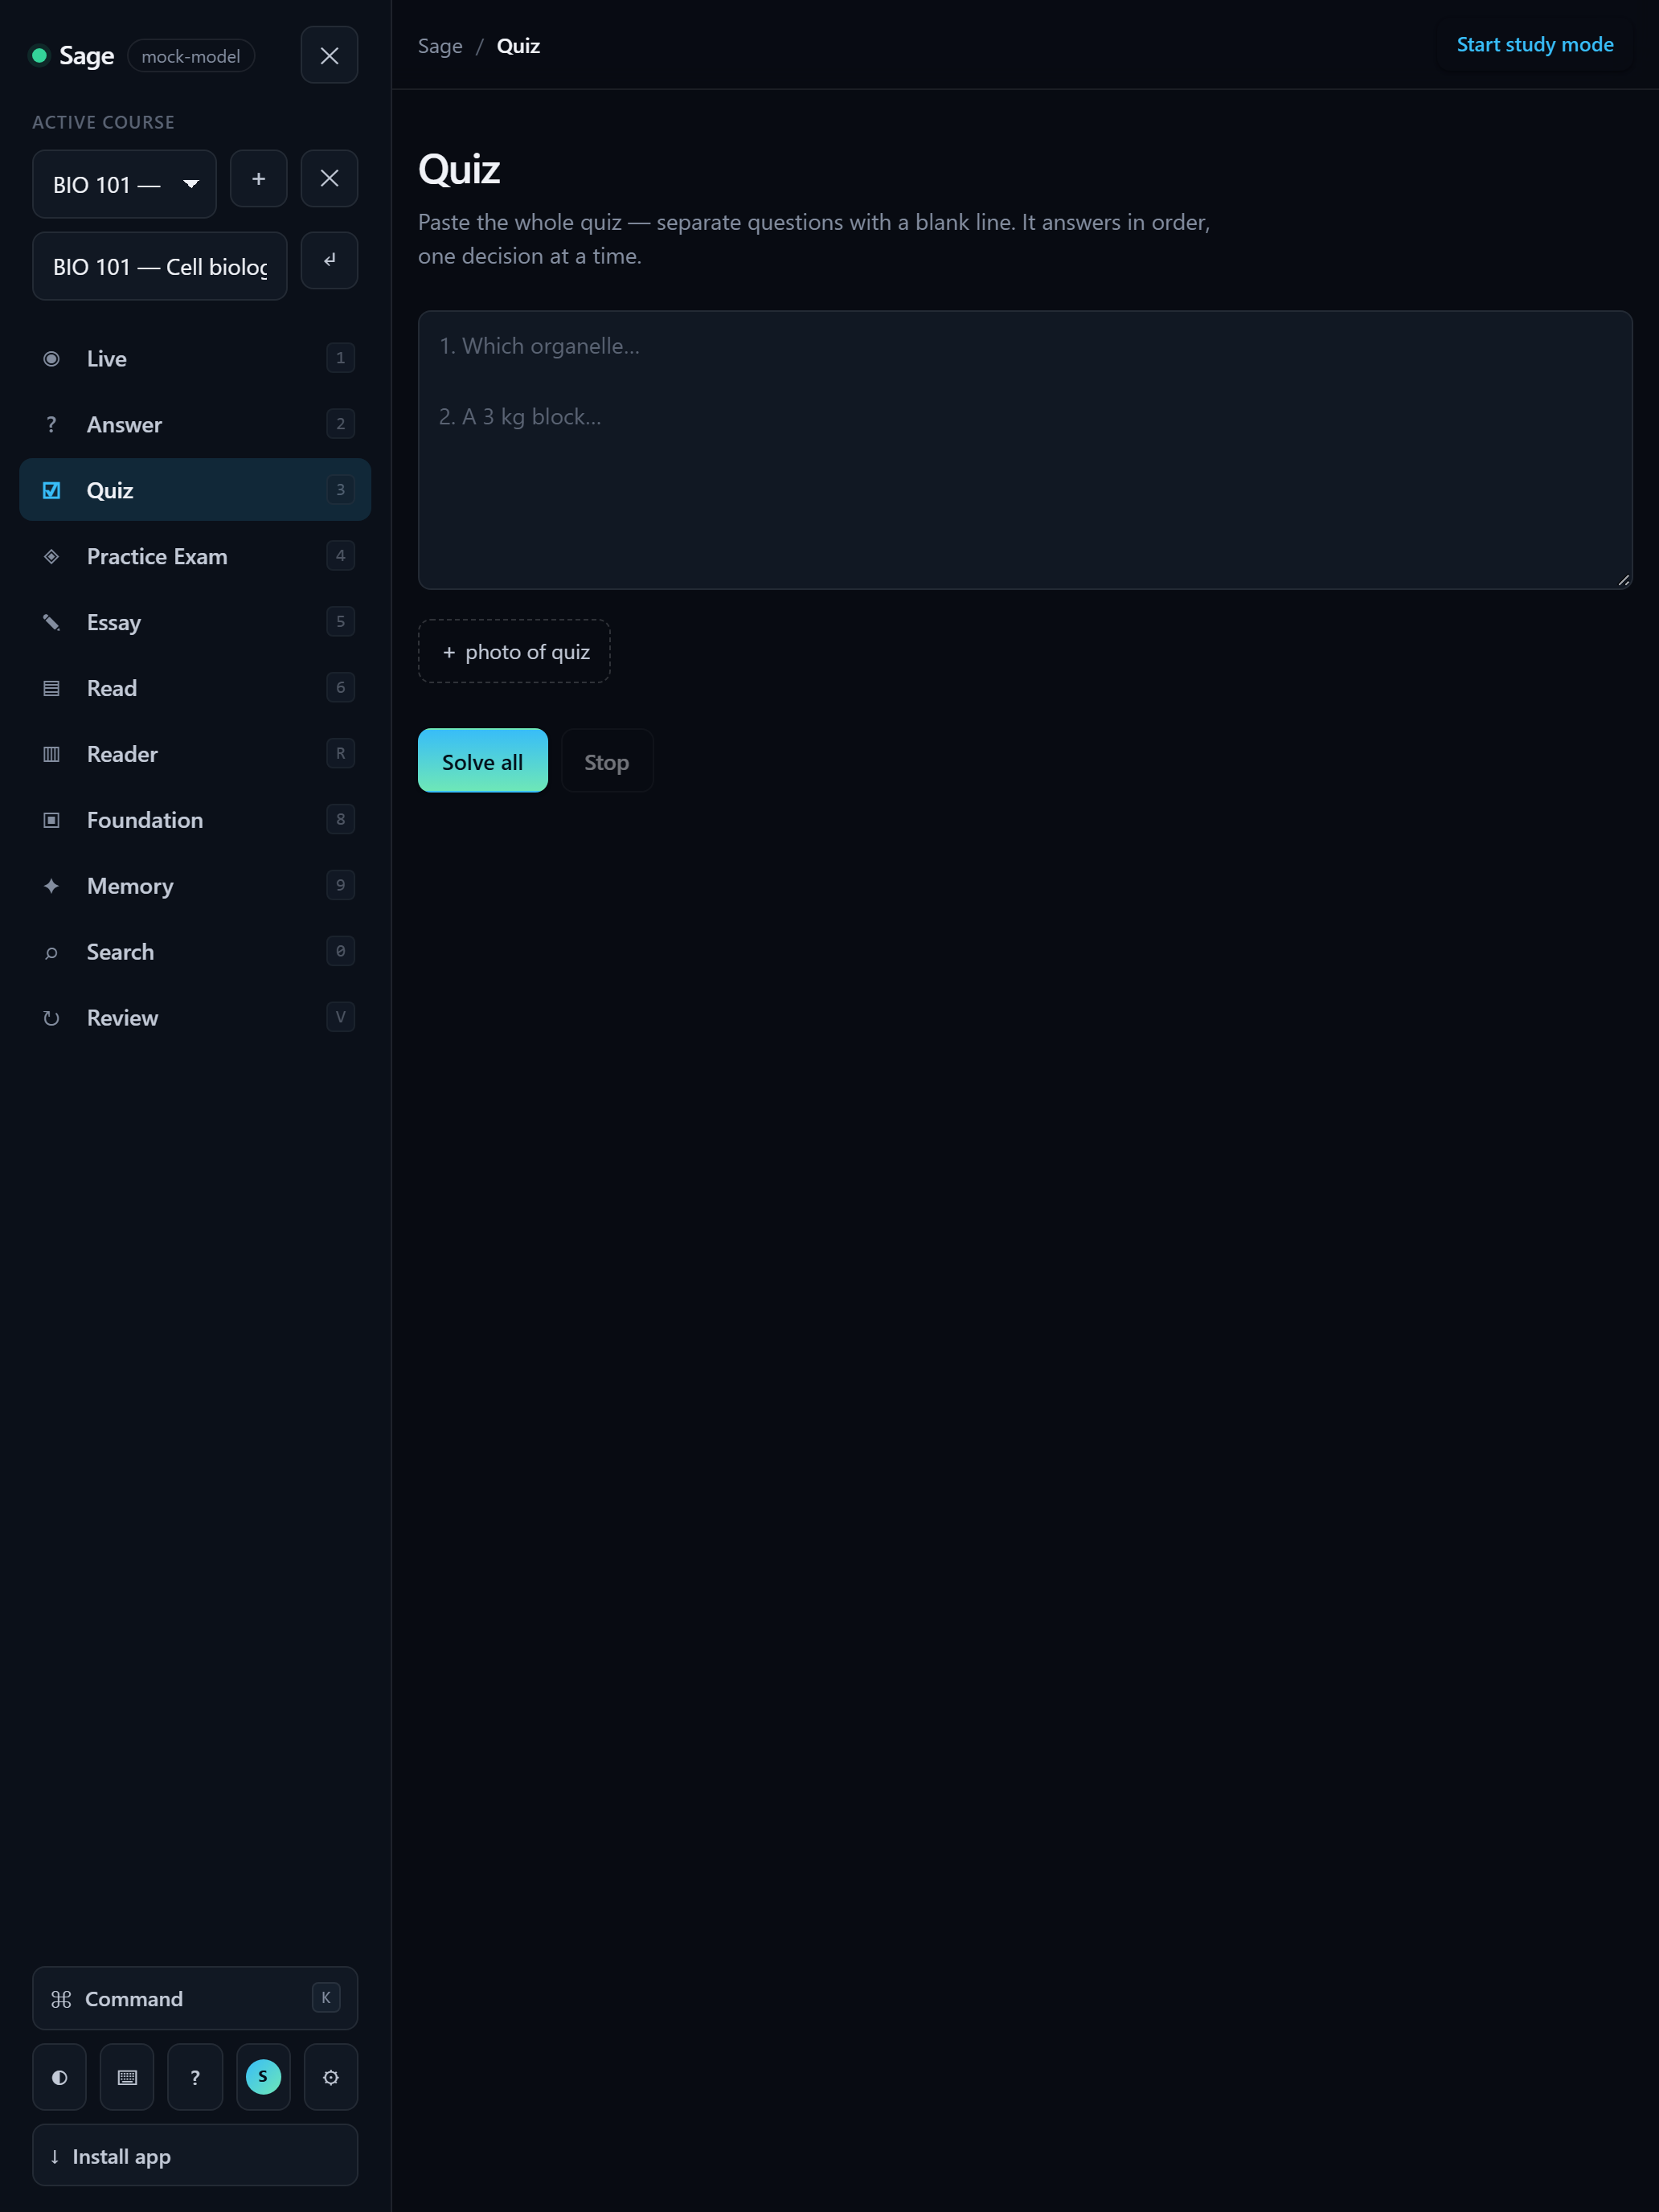 Sage mock-model
ACTIVE COURSE
BIO 101 —
+
BIO 101 — Cell biolog
↵
Live 1
? Answer 2
Quiz 3
Practice Exam 4
Essay 5
Read 6
Reader R
Foundation 8
Memory 9
Search 0
Review V
⌘ Command K
?
S
↓ Install app
Sage / Quiz
Start study mode
Quiz
Paste the whole quiz — separate questions with a blank line. It answers in order,
one decision at a time.
1. Which organelle...
2. A 3 kg block...
+ photo of quiz
Solve all Stop